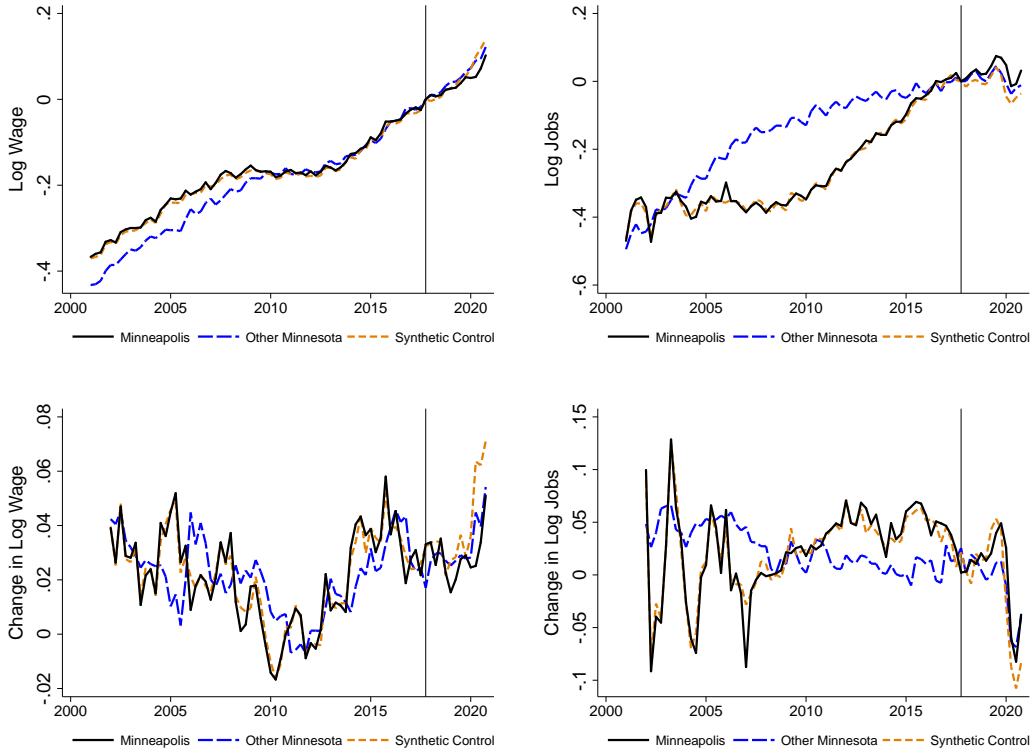 Log Wage
.2
0
-.2
-.4
2000 2005 2010 2015 2020
Minneapolis Other Minnesota Synthetic Control
Log Jobs
.2
0
-.2
-.4
-.6
2000 2005 2010 2015 2020
Minneapolis Other Minnesota Synthetic Control
Change in Log Wage
.08
.06
.04
.02
0
-.02
2000 2005 2010 2015 2020
Minneapolis Other Minnesota Synthetic Control
Change in Log Jobs
.15
.1
.05
0
-.05
-.1
2000 2005 2010 2015 2020
Minneapolis Other Minnesota Synthetic Control